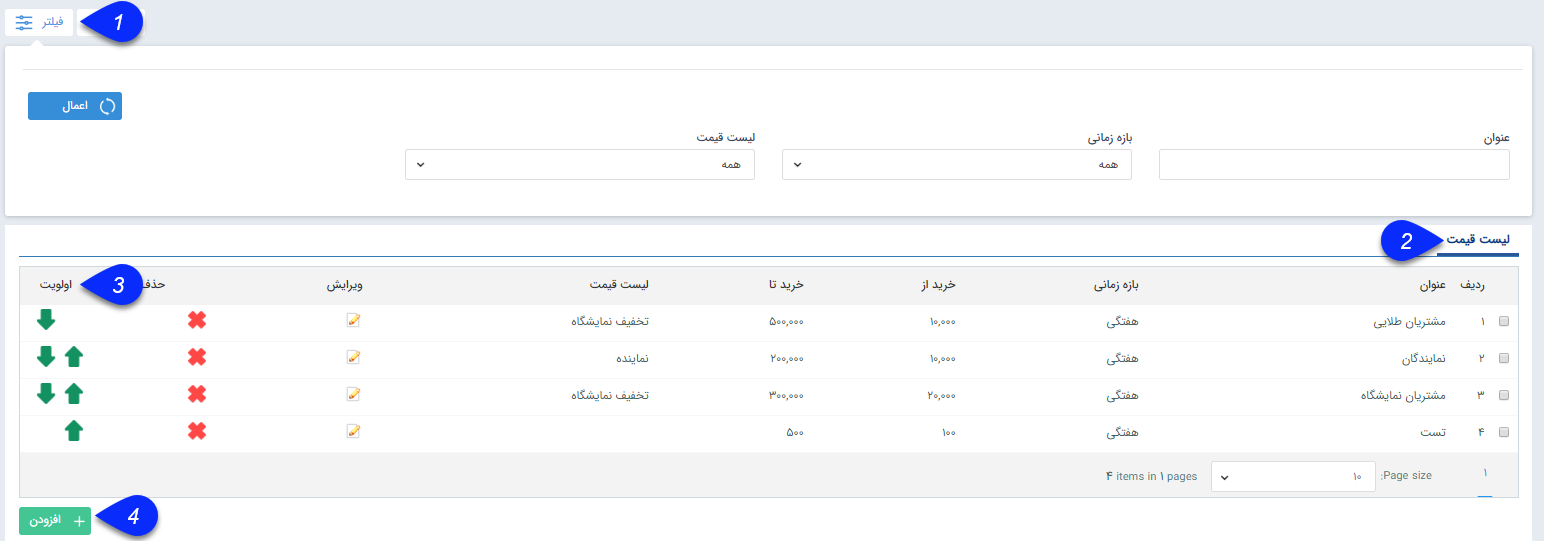 فیلتر
1
اعمال
عنوان
بازه زمانی
لیست قیمت
همه
همه
2
لیست قیمت
3
ردیف عنوان بازه زمانی خرید از خرید تا لیست قیمت ویرایش حذف اولویت
۱ مشتریان طلایی هفتگی ۱۰,۰۰۰ ۵۰۰,۰۰۰ تخفیف نمایشگاه
۲ نمایندگان هفتگی ۱۰,۰۰۰ ۲۰۰,۰۰۰ نماینده
۳ مشتریان نمایشگاه هفتگی ۲۰,۰۰۰ ۳۰۰,۰۰۰ تخفیف نمایشگاه
۴ تست هفتگی ۱۰۰ ۵۰۰
۱
Page size:
۱۰
۴ items in ۱ pages
افزودن
4